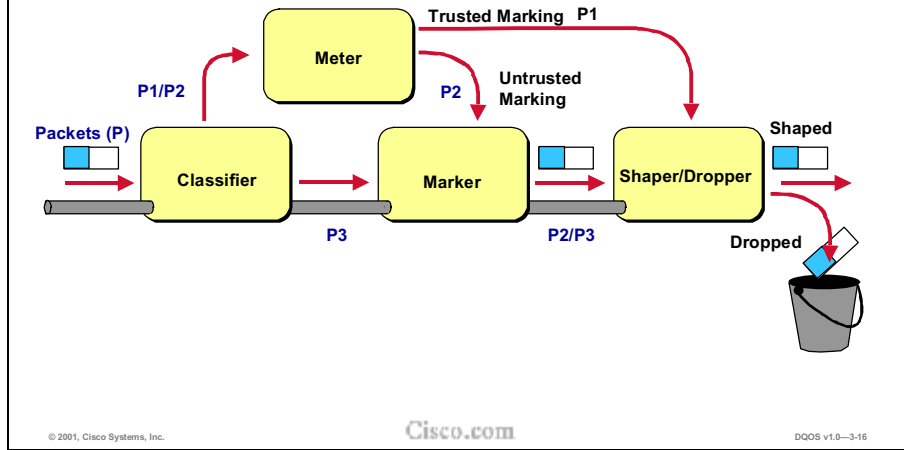 Trusted Marking P1
Meter
P1/P2
P2
Untrusted
Marking
Packets (P)
Shaped
Classifier
Marker
Shaper/Dropper
P3
P2/P3
Dropped
© 2001, Cisco Systems, Inc.
Cisco.com
DQOS v1.0—3-16